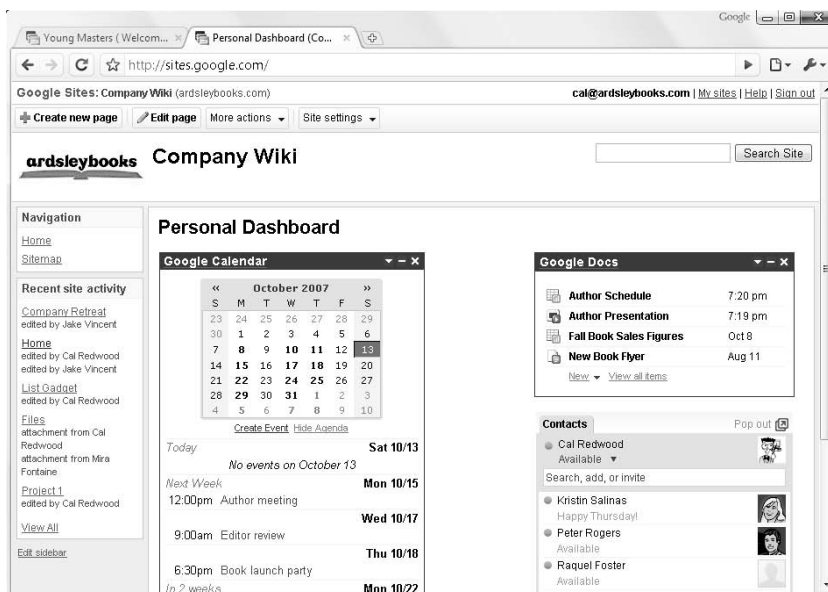 Google
Young Masters ( Welcom...
Personal Dashboard (Co...
http://sites.google.com/
Google Sites: Company Wiki (ardsleybooks.com)
cal@ardsleybooks.com | My sites | Help | Sign out
Create new page
Edit page
More actions
Site settings
ardsleybooks
Company Wiki
Search Site
Navigation
Home
Sitemap
Recent site activity
Company Retreat
edited by Jake Vincent
Home
edited by Cal Redwood
edited by Jake Vincent
List Gadget
edited by Cal Redwood
Files
attachment from Cal
Redwood
attachment from Mira
Fontaine
Project 1
edited by Cal Redwood
View All
Edit sidebar
Personal Dashboard
Google Calendar
« October 2007 »
S M T W T F S
23 24 25 26 27 28 29
30 1 2 3 4 5 6
7 8 9 10 11 12 13
14 15 16 17 18 19 20
21 22 23 24 25 26 27
28 29 30 31 1 2 3
4 5 6 7 8 9 10
Create Event Hide Agenda
Today Sat 10/13
No events on October 13
Next Week Mon 10/15
12:00pm Author meeting
Wed 10/17
9:00am Editor review
Thu 10/18
6:30pm Book launch party
In 2 weeks Mon 10/22
Google Docs
Author Schedule 7:20 pm
Author Presentation 7:19 pm
Fall Book Sales Figures Oct 8
New Book Flyer Aug 11
New View all items
Contacts Pop out
Cal Redwood
Available
Search, add, or invite
Kristin Salinas
Happy Thursday!
Peter Rogers
Available
Raquel Foster
Available